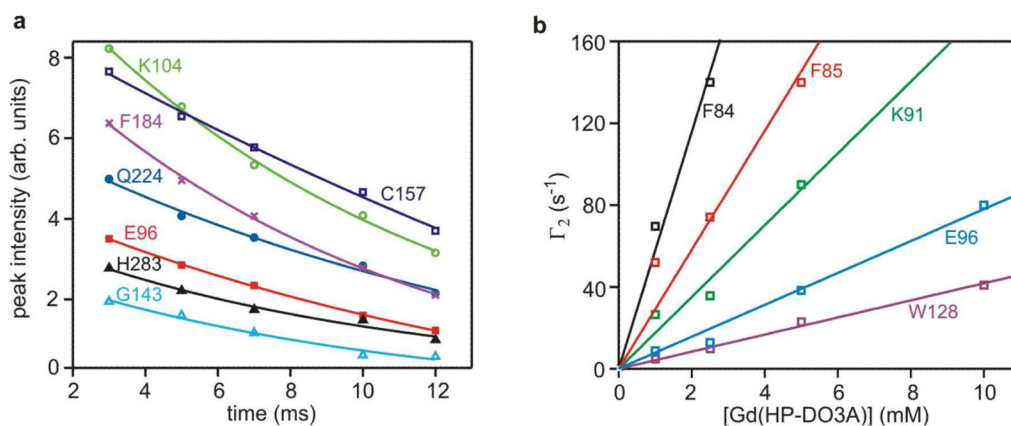 a
8
6
4
2
0
peak intensity (arb. units)
K104
F184
Q224
C157
E96
H283
G143
2
4
6
8
10
12
time (ms)
b
160
120
80
40
0
Γ2 (s-1)
F84
F85
K91
E96
W128
0
2
4
6
8
10
[Gd(HP-DO3A)] (mM)